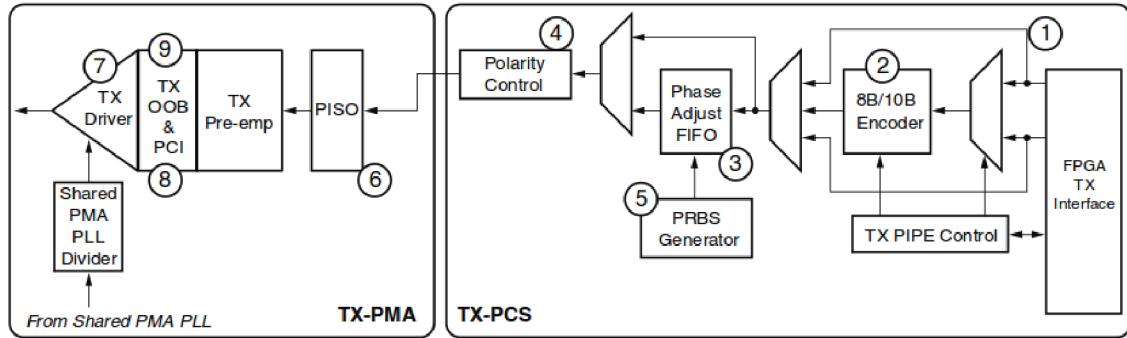 7
TX
Driver
9
TX
OOB
&
PCI
8
TX
Pre-emp
PISO
6
Shared
PMA
PLL
Divider
From Shared PMA PLL
TX-PMA
4
Polarity
Control
Phase
Adjust
FIFO
3
5
PRBS
Generator
2
8B/10B
Encoder
1
FPGA
TX
Interface
TX PIPE Control
TX-PCS